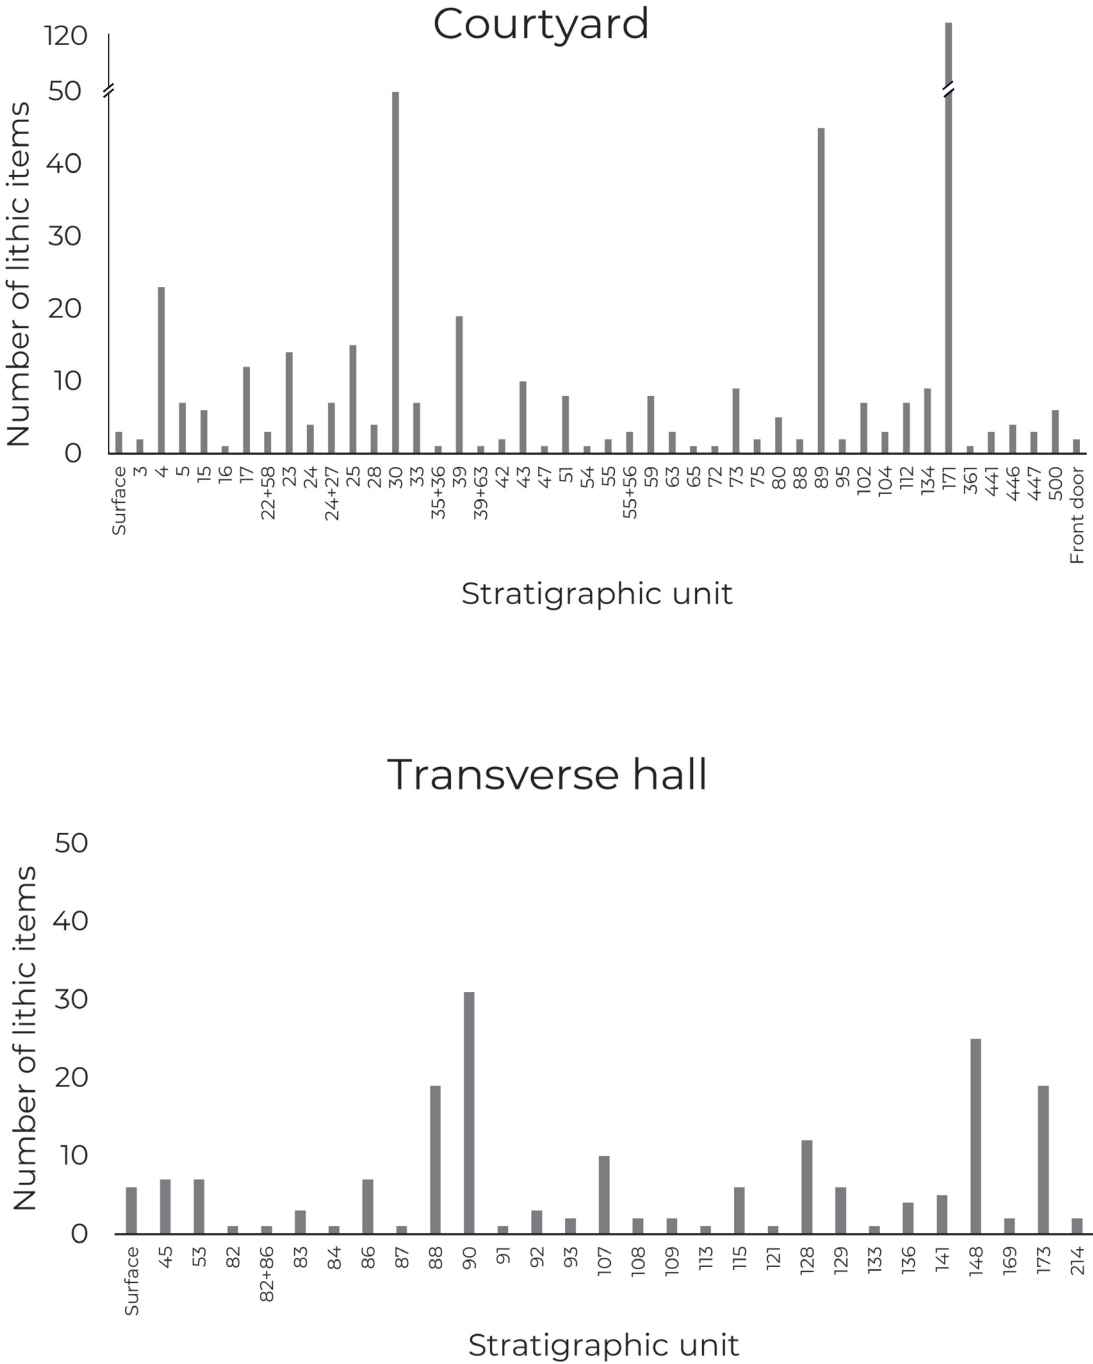 Courtyard
Number of lithic items
120
50
40
30
20
10
0
Surface 3 4 5 15 16 17 22+58 23 24 24+27 25 28 30 33 35+36 39 39+63 42 43 47 51 54 55 55+56 59 63 65 72 73 75 80 88 89 95 102 104 112 134 171 361 441 446 447 500 Front door
Stratigraphic unit
Transverse hall
Number of lithic items
50
40
30
20
10
0
Surface 45 53 82 82+86 83 84 86 87 88 90 91 92 93 107 108 109 113 115 121 128 129 133 136 141 148 169 173 214
Stratigraphic unit